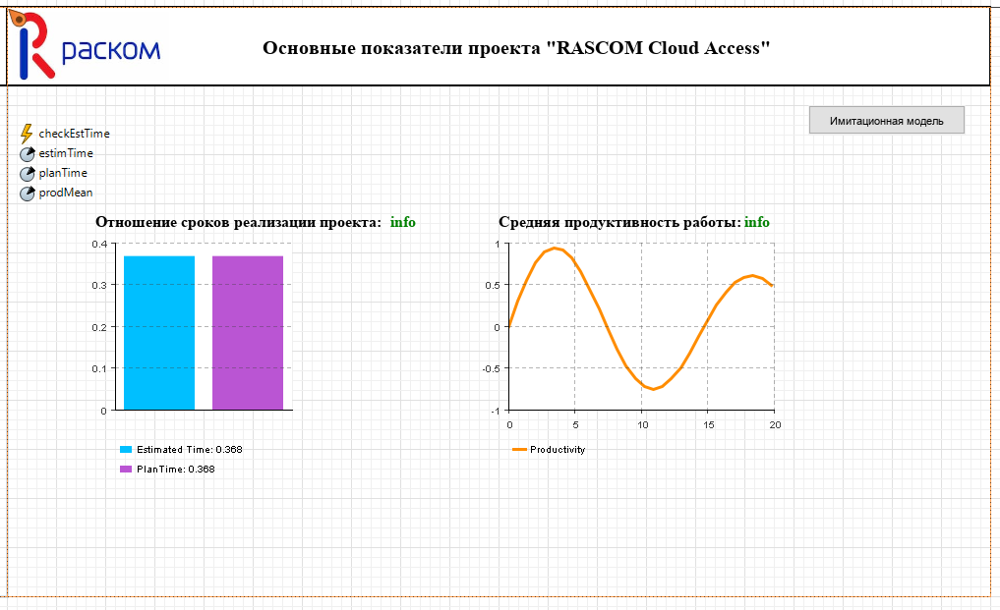 раском
Основные показатели проекта "RASCOM Cloud Access"
Имитационная модель
checkEstTime
estimTime
planTime
prodMean
Отношение сроков реализации проекта: info
0.4
0.3
0.2
0.1
0
Estimated Time: 0.368
PlanTime: 0.368
Средняя продуктивность работы: info
1
0.5
0
-0.5
-1
0 5 10 15 20
Productivity